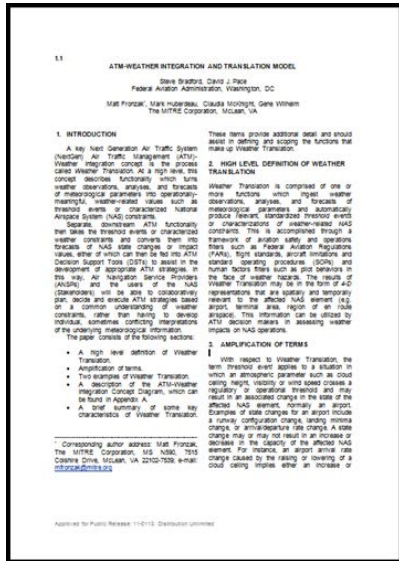 1.1
ATM-WEATHER INTEGRATION AND TRANSLATION MODEL
Steve Bradford, David J. Pace
Federal Aviation Administration, Washington, DC
Matt Fronzak*, Mark Huberdeau, Claudia McKnight, Gene Wilhelm
The MITRE Corporation, McLean, VA
1. INTRODUCTION
A key Next Generation Air Traffic System
(NextGen) Air Traffic Management (ATM)-
Weather Integration concept is the process
called Weather Translation. At a high level, this
concept describes functionality which turns
weather observations, analyses, and forecasts
of meteorological parameters into operationally-
meaningful, weather-related values such as
threshold events or characterized National
Airspace System (NAS) constraints.
Separate, downstream ATM functionality
then takes the threshold events or characterized
weather constraints and converts them into
forecasts of NAS state changes or impact
values, either of which can then be fed into ATM
Decision Support Tools (DSTs) to assist in the
development of appropriate ATM strategies. In
this way, Air Navigation Service Providers
(ANSPs) and the users of the NAS
(Stakeholders) will be able to collaboratively
plan, decide and execute ATM strategies based
on a common understanding of weather
constraints, rather than having to develop
individual, sometimes conflicting interpretations
of the underlying meteorological information.
The paper consists of the following sections:
• A high level definition of Weather
Translation.
• Amplification of terms.
• Two examples of Weather Translation.
• A description of the ATM-Weather
Integration Concept Diagram, which can
be found in Appendix A.
• A brief summary of some key
characteristics of Weather Translation.
* Corresponding author address: Matt Fronzak,
The MITRE Corporation, MS N590, 7515
Colshire Drive, McLean, VA 22102-7539; e-mail:
mfronzak@mitre.org
These items provide additional detail and should
assist in defining and scoping the functions that
make up Weather Translation.
2. HIGH LEVEL DEFINITION OF WEATHER
TRANSLATION
Weather Translation is comprised of one or
more functions which ingest weather
observations, analyses, and forecasts of
meteorological parameters and automatically
produce relevant, standardized threshold events
or characterizations of weather-related NAS
constraints. This is accomplished through a
framework of aviation safety and operations
filters such as Federal Aviation Regulations
(FARs), flight standards, aircraft limitations and
standard operating procedures (SOPs) and
human factors filters such as pilot behaviors in
the face of weather hazards. The results of
Weather Translation may be in the form of 4-D
representations that are spatially and temporally
relevant to the affected NAS element (e.g.
airport, terminal area, region or en route
airspace). This information can be utilized by
ATM decision makers in assessing weather
impacts on NAS operations.
3. AMPLIFICATION OF TERMS
With respect to Weather Translation, the
term threshold event applies to a situation in
which an atmospheric parameter such as cloud
ceiling height, visibility or wind speed crosses a
regulatory or operational threshold and may
result in an associated change in the state of the
affected NAS element, normally an airport.
Examples of state changes for an airport include
a runway configuration change, landing minima
change, or arrival/departure rate change. A state
change may or may not result in an increase or
decrease in the capacity of the affected NAS
element. For instance, an airport arrival rate
change caused by the raising or lowering of a
cloud ceiling implies either an increase or
Approved for Public Release: 11-0113. Distribution Unlimited